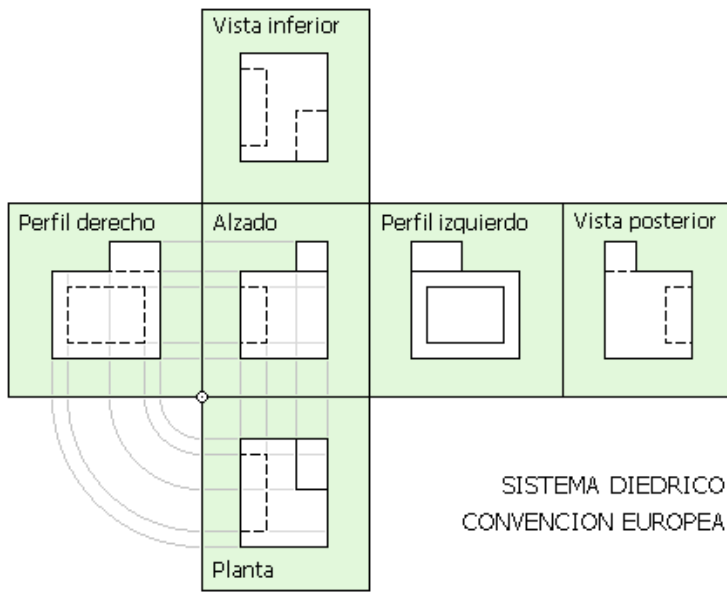 Vista inferior
Perfil derecho
Alzado
Perfil izquierdo
Vista posterior
SISTEMA DIEDRICO
CONVENCION EUROPEA
Planta